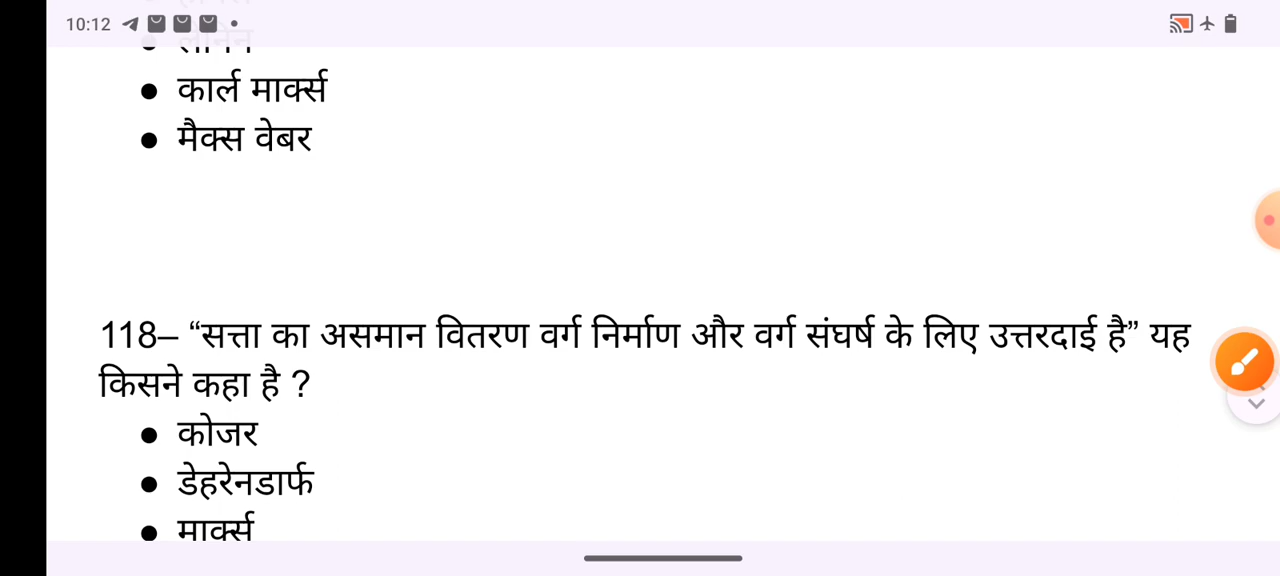 10:12
● कार्ल मार्क्स
● मैक्स वेबर
118– “सत्ता का असमान वितरण वर्ग निर्माण और वर्ग संघर्ष के लिए उत्तरदाई है” यह
किसने कहा है ?
● कोजर
● डेहरेनडार्फ
● मार्क्स